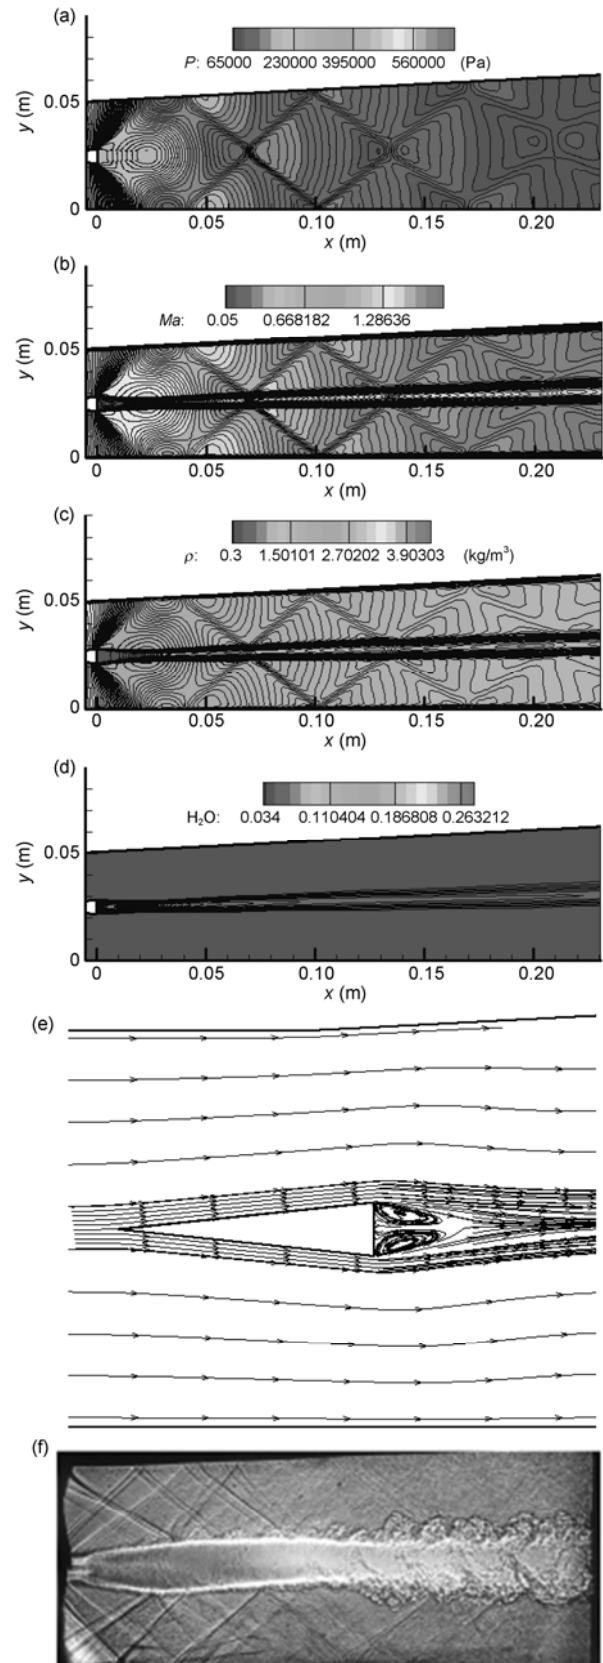 (a)
P: 65000 230000 395000 560000 (Pa)
y (m)
0.05
0
0 0.05 0.10 0.15 0.20
x (m)
(b)
Ma: 0.05 0.668182 1.28636
y (m)
0.05
0
0 0.05 0.10 0.15 0.20
x (m)
(c)
ρ: 0.3 1.50101 2.70202 3.90303 (kg/m³)
y (m)
0.05
0
0 0.05 0.10 0.15 0.20
x (m)
(d)
H₂O: 0.034 0.110404 0.186808 0.263212
y (m)
0.05
0
0 0.05 0.10 0.15 0.20
x (m)
(e)
(f)